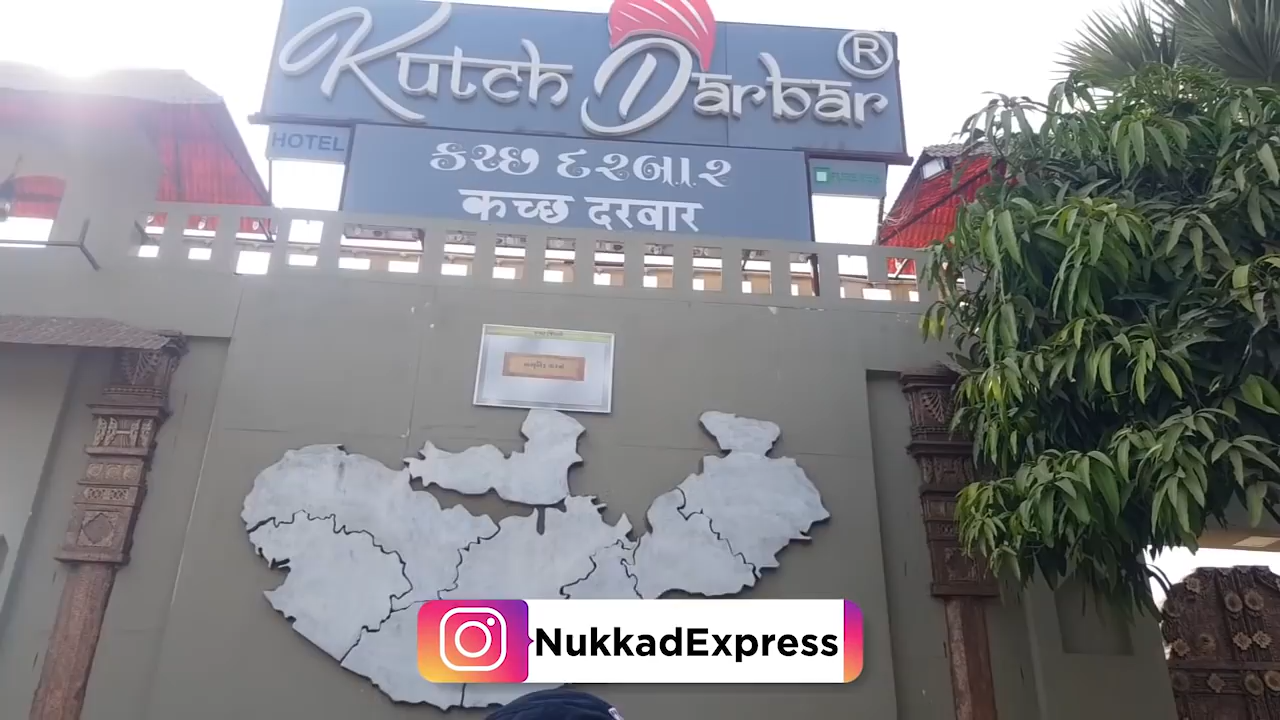 Kutch Darbar ®
HOTEL
કચ્છ દરબાર
कच्छ दरबार
NukkadExpress